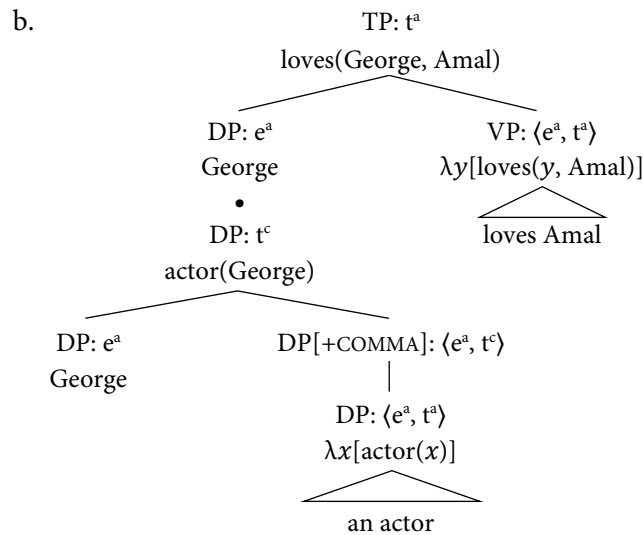 b.
TP: tᵃ
loves(George, Amal)
DP: eᵃ VP: ⟨eᵃ, tᵃ⟩
George λy[loves(y, Amal)]
•
DP: tᶜ loves Amal
actor(George)
DP: eᵃ DP[+COMMA]: ⟨eᵃ, tᶜ⟩
George
DP: ⟨eᵃ, tᵃ⟩
λx[actor(x)]
an actor